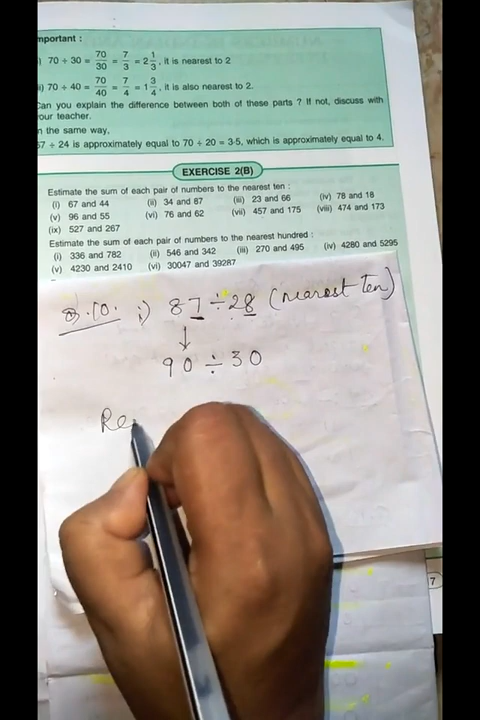 mportant :
) 70 ÷ 30 = 70/30 = 7/3 = 2 1/3, it is nearest to 2
i) 70 ÷ 40 = 70/40 = 7/4 = 1 3/4, it is also nearest to 2.
Can you explain the difference between both of these parts ? If not, discuss with
our teacher.
n the same way,
67 ÷ 24 is approximately equal to 70 ÷ 20 = 3·5, which is approximately equal to 4.
EXERCISE 2(B)
Estimate the sum of each pair of numbers to the nearest ten :
(i) 67 and 44 (ii) 34 and 87 (iii) 23 and 66 (iv) 78 and 18
(v) 96 and 55 (vi) 76 and 62 (vii) 457 and 175 (viii) 474 and 173
(ix) 527 and 267
Estimate the sum of each pair of numbers to the nearest hundred :
(i) 336 and 782 (ii) 546 and 342 (iii) 270 and 495 (iv) 4280 and 5295
(v) 4230 and 2410 (vi) 30047 and 39287
Q.10. i) 87 ÷ 28 (nearest Ten)
↓
90 ÷ 30
Re
7